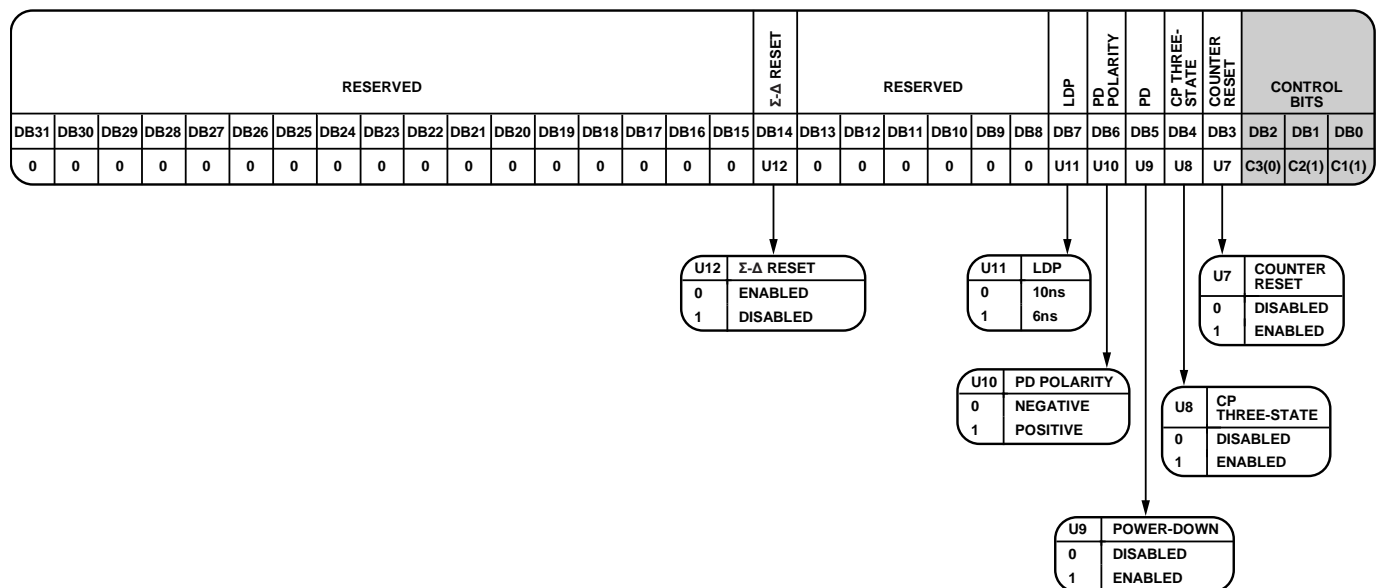 RESERVED Σ-Δ RESET RESERVED LDP PD POLARITY PD CP THREE-STATE COUNTER RESET CONTROL BITS
DB31 DB30 DB29 DB28 DB27 DB26 DB25 DB24 DB23 DB22 DB21 DB20 DB19 DB18 DB17 DB16 DB15 DB14 DB13 DB12 DB11 DB10 DB9 DB8 DB7 DB6 DB5 DB4 DB3 DB2 DB1 DB0
0 0 0 0 0 0 0 0 0 0 0 0 0 0 0 0 0 U12 0 0 0 0 0 0 U11 U10 U9 U8 U7 C3(0) C2(1) C1(1)
U12 Σ-Δ RESET
0 ENABLED
1 DISABLED
U11 LDP
0 10ns
1 6ns
U7 COUNTER
RESET
0 DISABLED
1 ENABLED
U10 PD POLARITY
0 NEGATIVE
1 POSITIVE
U8 CP
THREE-STATE
0 DISABLED
1 ENABLED
U9 POWER-DOWN
0 DISABLED
1 ENABLED